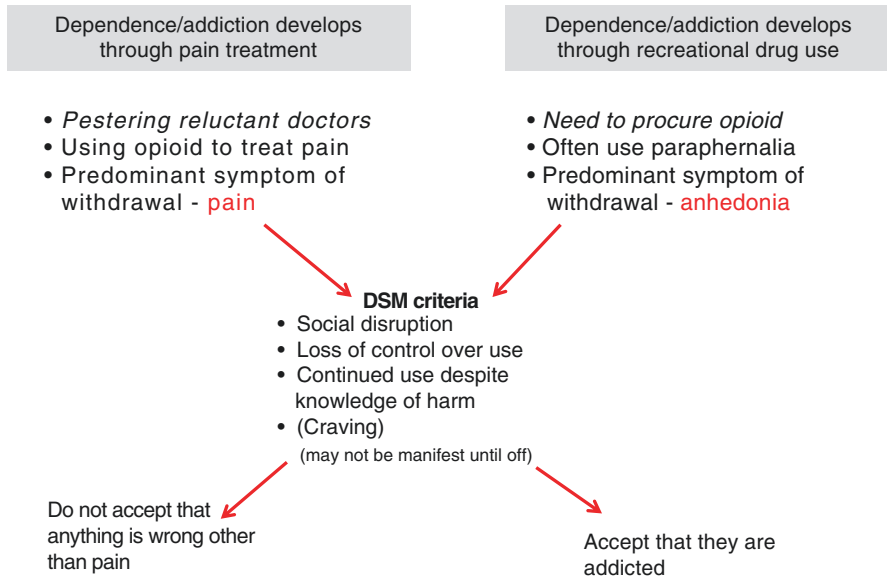 Dependence/addiction develops
through pain treatment
Dependence/addiction develops
through recreational drug use
• Pestering reluctant doctors
• Using opioid to treat pain
• Predominant symptom of
withdrawal - pain
• Need to procure opioid
• Often use paraphernalia
• Predominant symptom of
withdrawal - anhedonia
DSM criteria
• Social disruption
• Loss of control over use
• Continued use despite
knowledge of harm
• (Craving)
(may not be manifest until off)
Do not accept that
anything is wrong other
than pain
Accept that they are
addicted